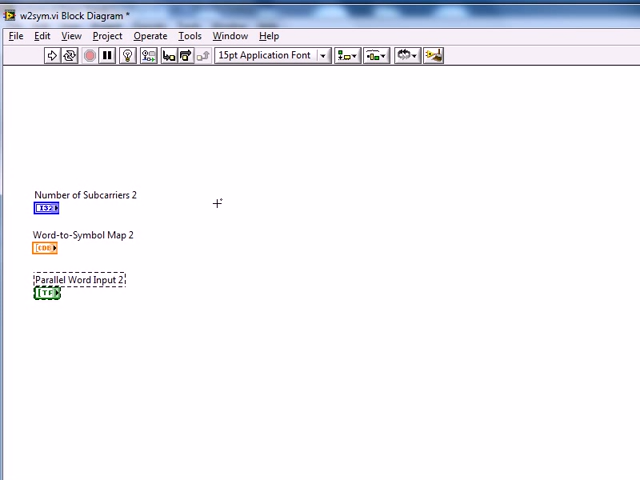 w2sym.vi Block Diagram *
File Edit View Project Operate Tools Window Help
15pt Application Font
Number of Subcarriers 2
I32
Word-to-Symbol Map 2
Parallel Word Input 2
[TF]